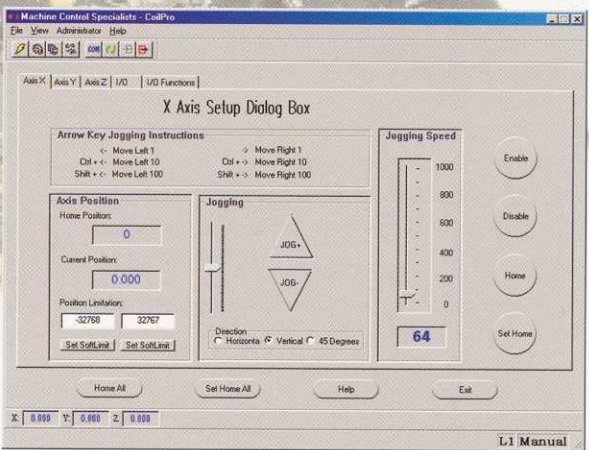 Machine Control Specialists - CoilPro
File View Administrator Help
Axis X Axis Y Axis Z I/O I/O Functions
X Axis Setup Dialog Box
Arrow Key Jogging Instructions
<- Move Left 1 -> Move Right 1
Ctrl + <- Move Left 10 Ctrl + -> Move Right 10
Shift + <- Move Left 100 Shift + -> Move Right 100
Axis Position
Home Position:
0
Current Position:
0.000
Position Limitation:
-32768 32767
Set SoftLimit Set SoftLimit
Jogging
JOG+
JOG-
Direction
Horizonta Vertical 45 Degrees
Jogging Speed
1000
800
600
400
200
0
64
Enable
Disable
Home
Set Home
Home All Set Home All Help Exit
X: 0.000 Y: 0.000 Z: 0.000
L1 Manual